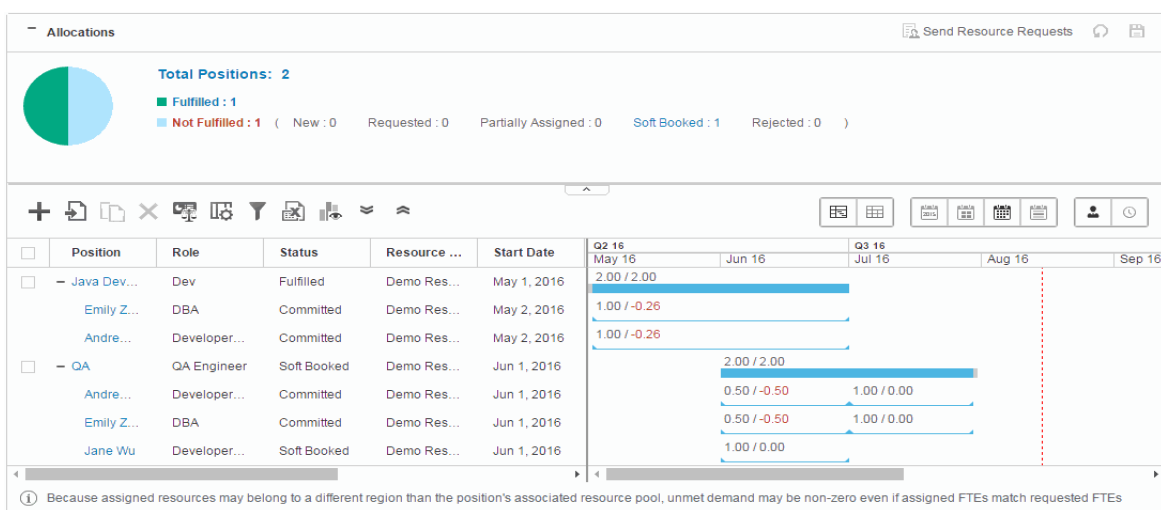 − Allocations Send Resource Requests
Total Positions: 2
Fulfilled : 1
Not Fulfilled : 1 ( New : 0 Requested : 0 Partially Assigned : 0 Soft Booked : 1 Rejected : 0 )
Q2 16 Q3 16
Position Role Status Resource ... Start Date May 16 Jun 16 Jul 16 Aug 16 Sep 16
− Java Dev... Dev Fulfilled Demo Res... May 1, 2016 2.00 / 2.00
Emily Z... DBA Committed Demo Res... May 2, 2016 1.00 / -0.26
Andre... Developer... Committed Demo Res... May 2, 2016 1.00 / -0.26
− QA QA Engineer Soft Booked Demo Res... Jun 1, 2016 2.00 / 2.00
Andre... Developer... Committed Demo Res... Jun 1, 2016 0.50 / -0.50 1.00 / 0.00
Emily Z... DBA Committed Demo Res... Jun 1, 2016 0.50 / -0.50 1.00 / 0.00
Jane Wu Developer... Soft Booked Demo Res... Jun 1, 2016 1.00 / 0.00
Because assigned resources may belong to a different region than the position's associated resource pool, unmet demand may be non-zero even if assigned FTEs match requested FTEs